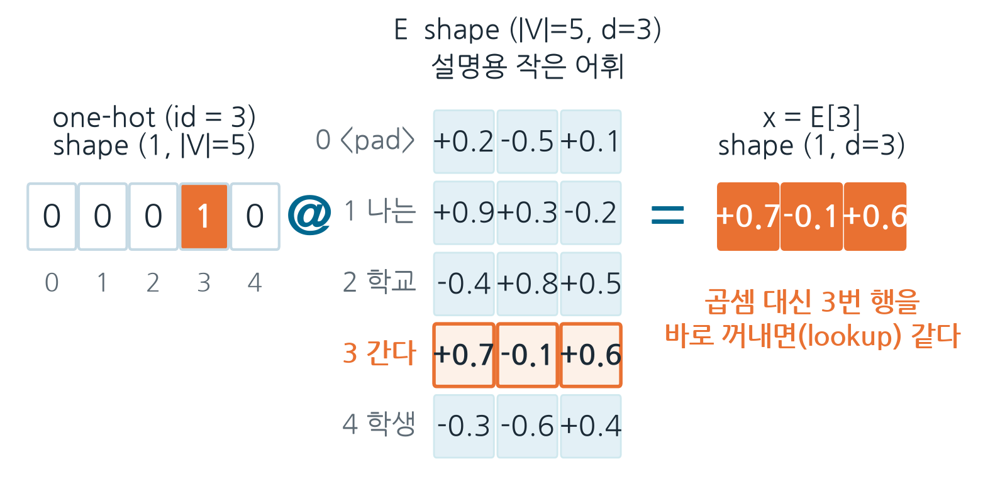 E shape (|V|=5, d=3)
설명용 작은 어휘
one-hot (id = 3)
shape (1, |V|=5)
0 0 0 1 0
0 1 2 3 4
@
0 <pad> +0.2 -0.5 +0.1
1 나는 +0.9 +0.3 -0.2
2 학교 -0.4 +0.8 +0.5
3 간다 +0.7 -0.1 +0.6
4 학생 -0.3 -0.6 +0.4
=
x = E[3]
shape (1, d=3)
+0.7 -0.1 +0.6
곱셈 대신 3번 행을
바로 꺼내면(lookup) 같다